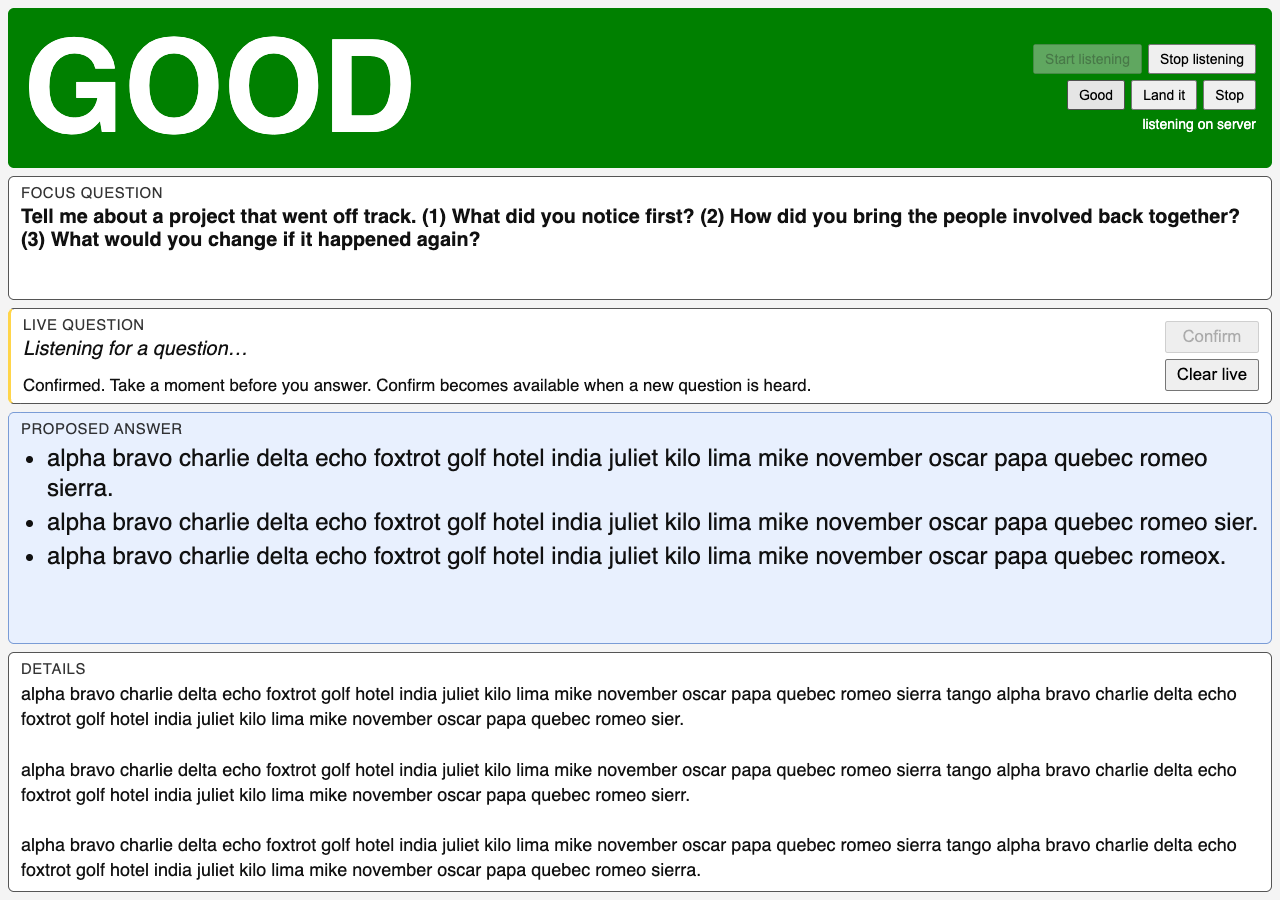 GOOD
Start listening
Stop listening
Good
Land it
Stop
listening on server
FOCUS QUESTION
Tell me about a project that went off track. (1) What did you notice first? (2) How did you bring the people involved back together?
(3) What would you change if it happened again?
LIVE QUESTION
Listening for a question…
Confirmed. Take a moment before you answer. Confirm becomes available when a new question is heard.
Confirm
Clear live
PROPOSED ANSWER
• alpha bravo charlie delta echo foxtrot golf hotel india juliet kilo lima mike november oscar papa quebec romeo
sierra.
• alpha bravo charlie delta echo foxtrot golf hotel india juliet kilo lima mike november oscar papa quebec romeo sier.
• alpha bravo charlie delta echo foxtrot golf hotel india juliet kilo lima mike november oscar papa quebec romeox.
DETAILS
alpha bravo charlie delta echo foxtrot golf hotel india juliet kilo lima mike november oscar papa quebec romeo sierra tango alpha bravo charlie delta echo
foxtrot golf hotel india juliet kilo lima mike november oscar papa quebec romeo sier.
alpha bravo charlie delta echo foxtrot golf hotel india juliet kilo lima mike november oscar papa quebec romeo sierra tango alpha bravo charlie delta echo
foxtrot golf hotel india juliet kilo lima mike november oscar papa quebec romeo sierr.
alpha bravo charlie delta echo foxtrot golf hotel india juliet kilo lima mike november oscar papa quebec romeo sierra tango alpha bravo charlie delta echo
foxtrot golf hotel india juliet kilo lima mike november oscar papa quebec romeo sierra.